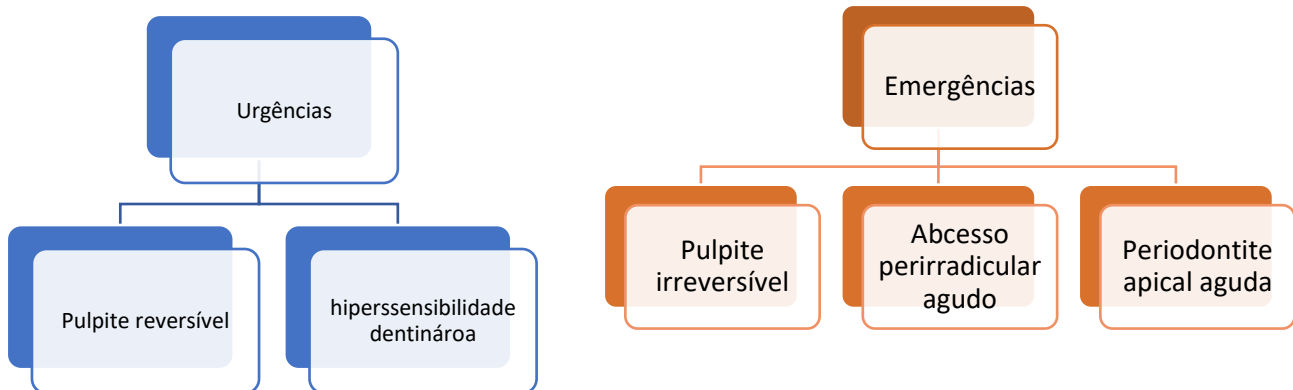 Urgências
Pulpite reversível
hiperssensibilidade
dentinároa
Emergências
Pulpite
irreversível
Abcesso
perirradicular
agudo
Periodontite
apical aguda